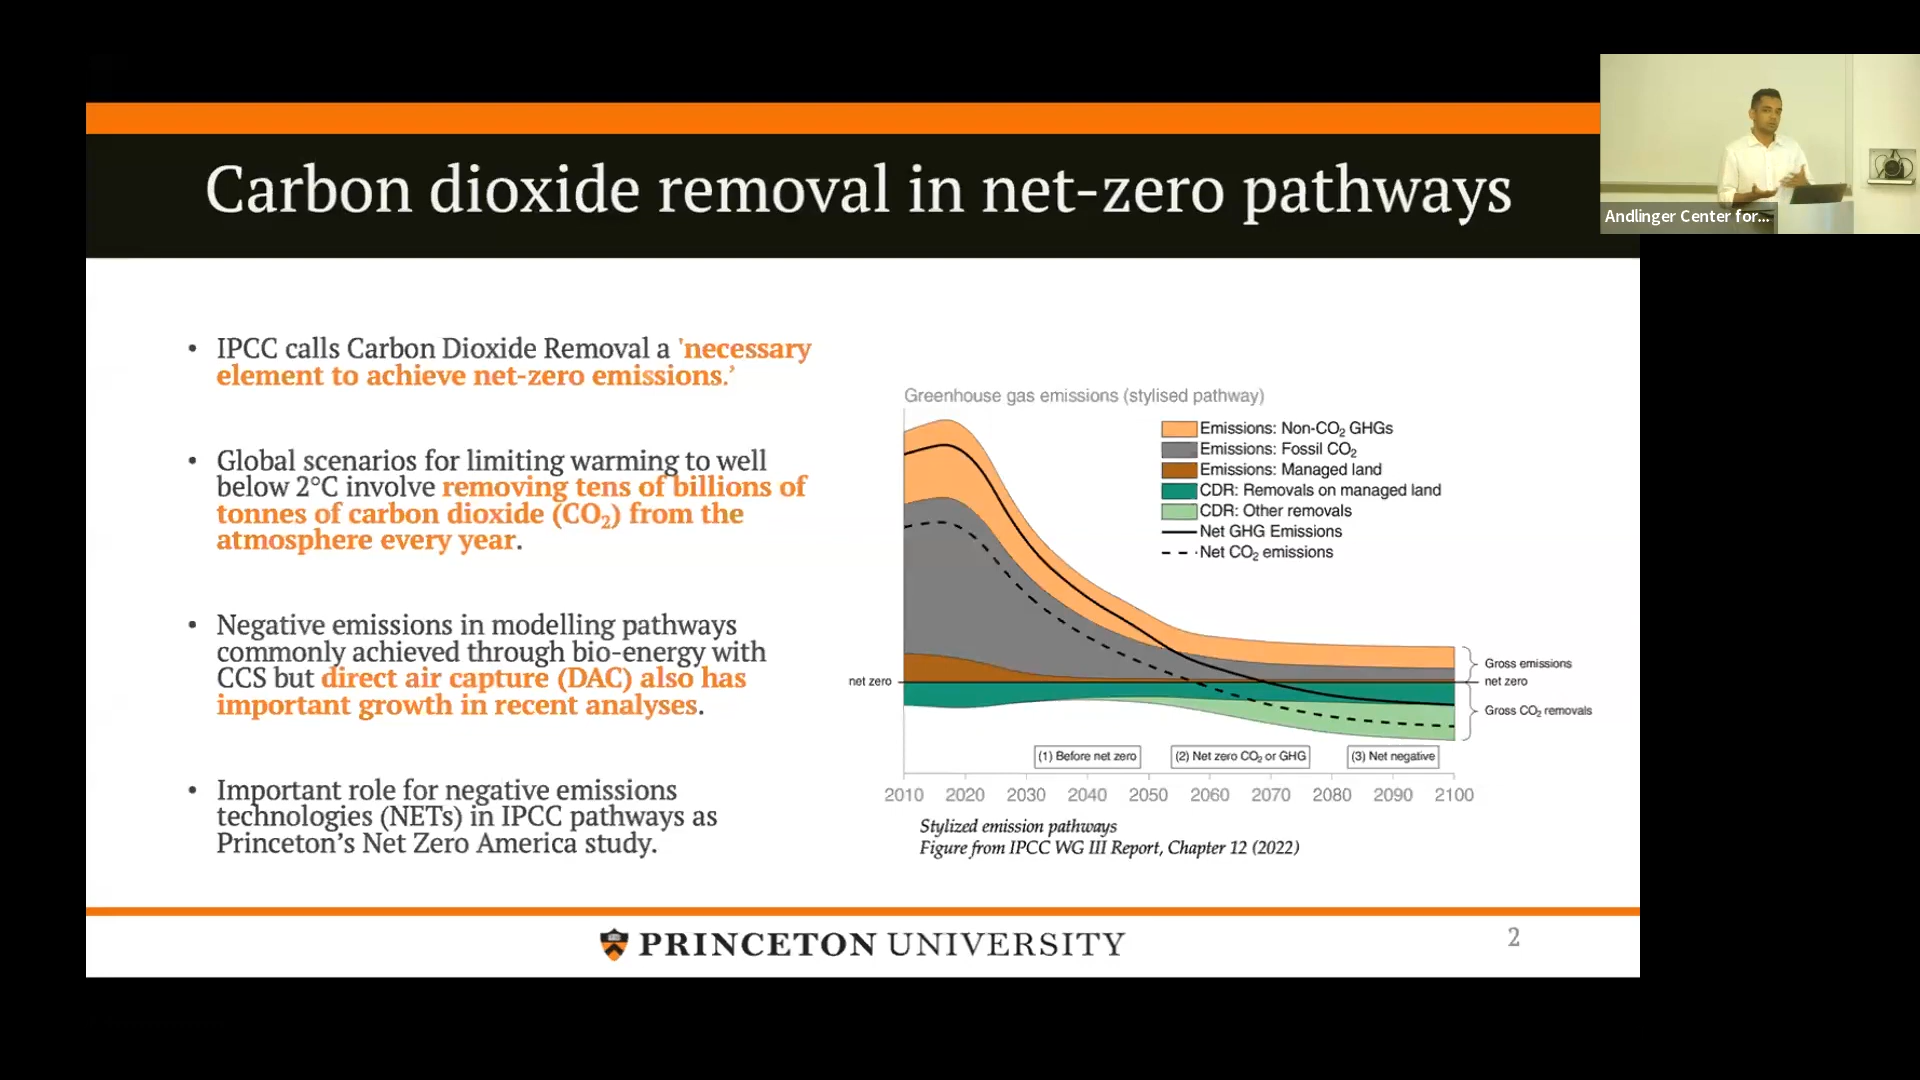 Carbon dioxide removal in net-zero pathways
Andlinger Center for...
• IPCC calls Carbon Dioxide Removal a 'necessary
element to achieve net-zero emissions.’
• Global scenarios for limiting warming to well
below 2°C involve removing tens of billions of
tonnes of carbon dioxide (CO₂) from the
atmosphere every year.
• Negative emissions in modelling pathways
commonly achieved through bio-energy with
CCS but direct air capture (DAC) also has
important growth in recent analyses.
• Important role for negative emissions
technologies (NETs) in IPCC pathways as
Princeton’s Net Zero America study.
Greenhouse gas emissions (stylised pathway)
Emissions: Non-CO₂ GHGs
Emissions: Fossil CO₂
Emissions: Managed land
CDR: Removals on managed land
CDR: Other removals
Net GHG Emissions
Net CO₂ emissions
Gross emissions
net zero
net zero
Gross CO₂ removals
(1) Before net zero
(2) Net zero CO₂ or GHG
(3) Net negative
2010 2020 2030 2040 2050 2060 2070 2080 2090 2100
Stylized emission pathways
Figure from IPCC WG III Report, Chapter 12 (2022)
PRINCETON UNIVERSITY
2